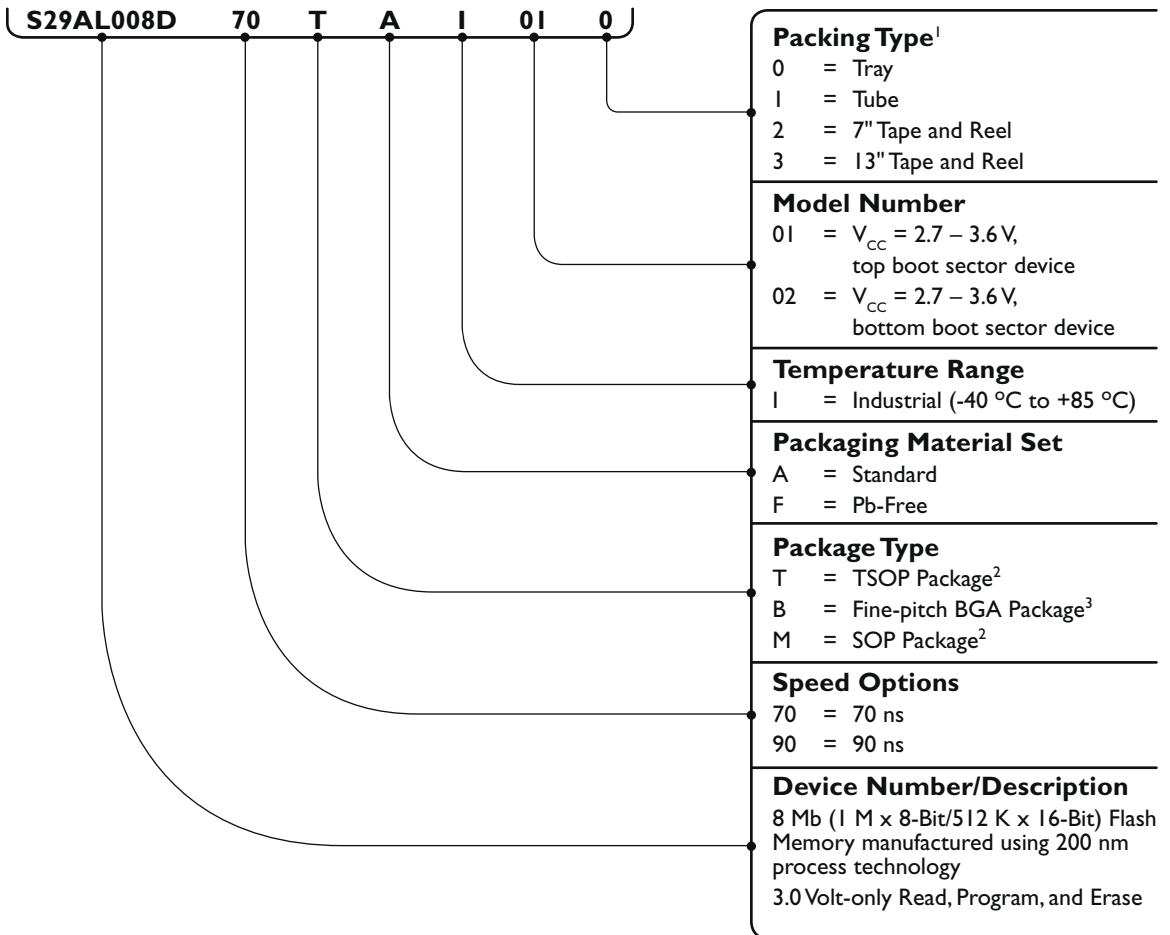 S29AL008D 70 T A I 01 0
Packing Type¹
0 = Tray
1 = Tube
2 = 7" Tape and Reel
3 = 13" Tape and Reel
Model Number
01 = V_CC = 2.7 – 3.6 V,
top boot sector device
02 = V_CC = 2.7 – 3.6 V,
bottom boot sector device
Temperature Range
I = Industrial (-40 °C to +85 °C)
Packaging Material Set
A = Standard
F = Pb-Free
Package Type
T = TSOP Package²
B = Fine-pitch BGA Package³
M = SOP Package²
Speed Options
70 = 70 ns
90 = 90 ns
Device Number/Description
8 Mb (1 M x 8-Bit/512 K x 16-Bit) Flash
Memory manufactured using 200 nm
process technology
3.0 Volt-only Read, Program, and Erase